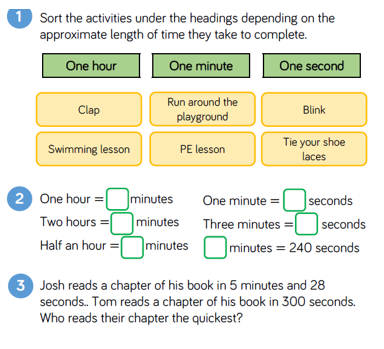 1 Sort the activities under the headings depending on the
approximate length of time they take to complete.
One hour One minute One second
Clap Run around the playground Blink
Swimming lesson PE lesson Tie your shoe laces
2 One hour = minutes One minute = seconds
Two hours = minutes Three minutes = seconds
Half an hour = minutes minutes = 240 seconds
3 Josh reads a chapter of his book in 5 minutes and 28
seconds.. Tom reads a chapter of his book in 300 seconds.
Who reads their chapter the quickest?